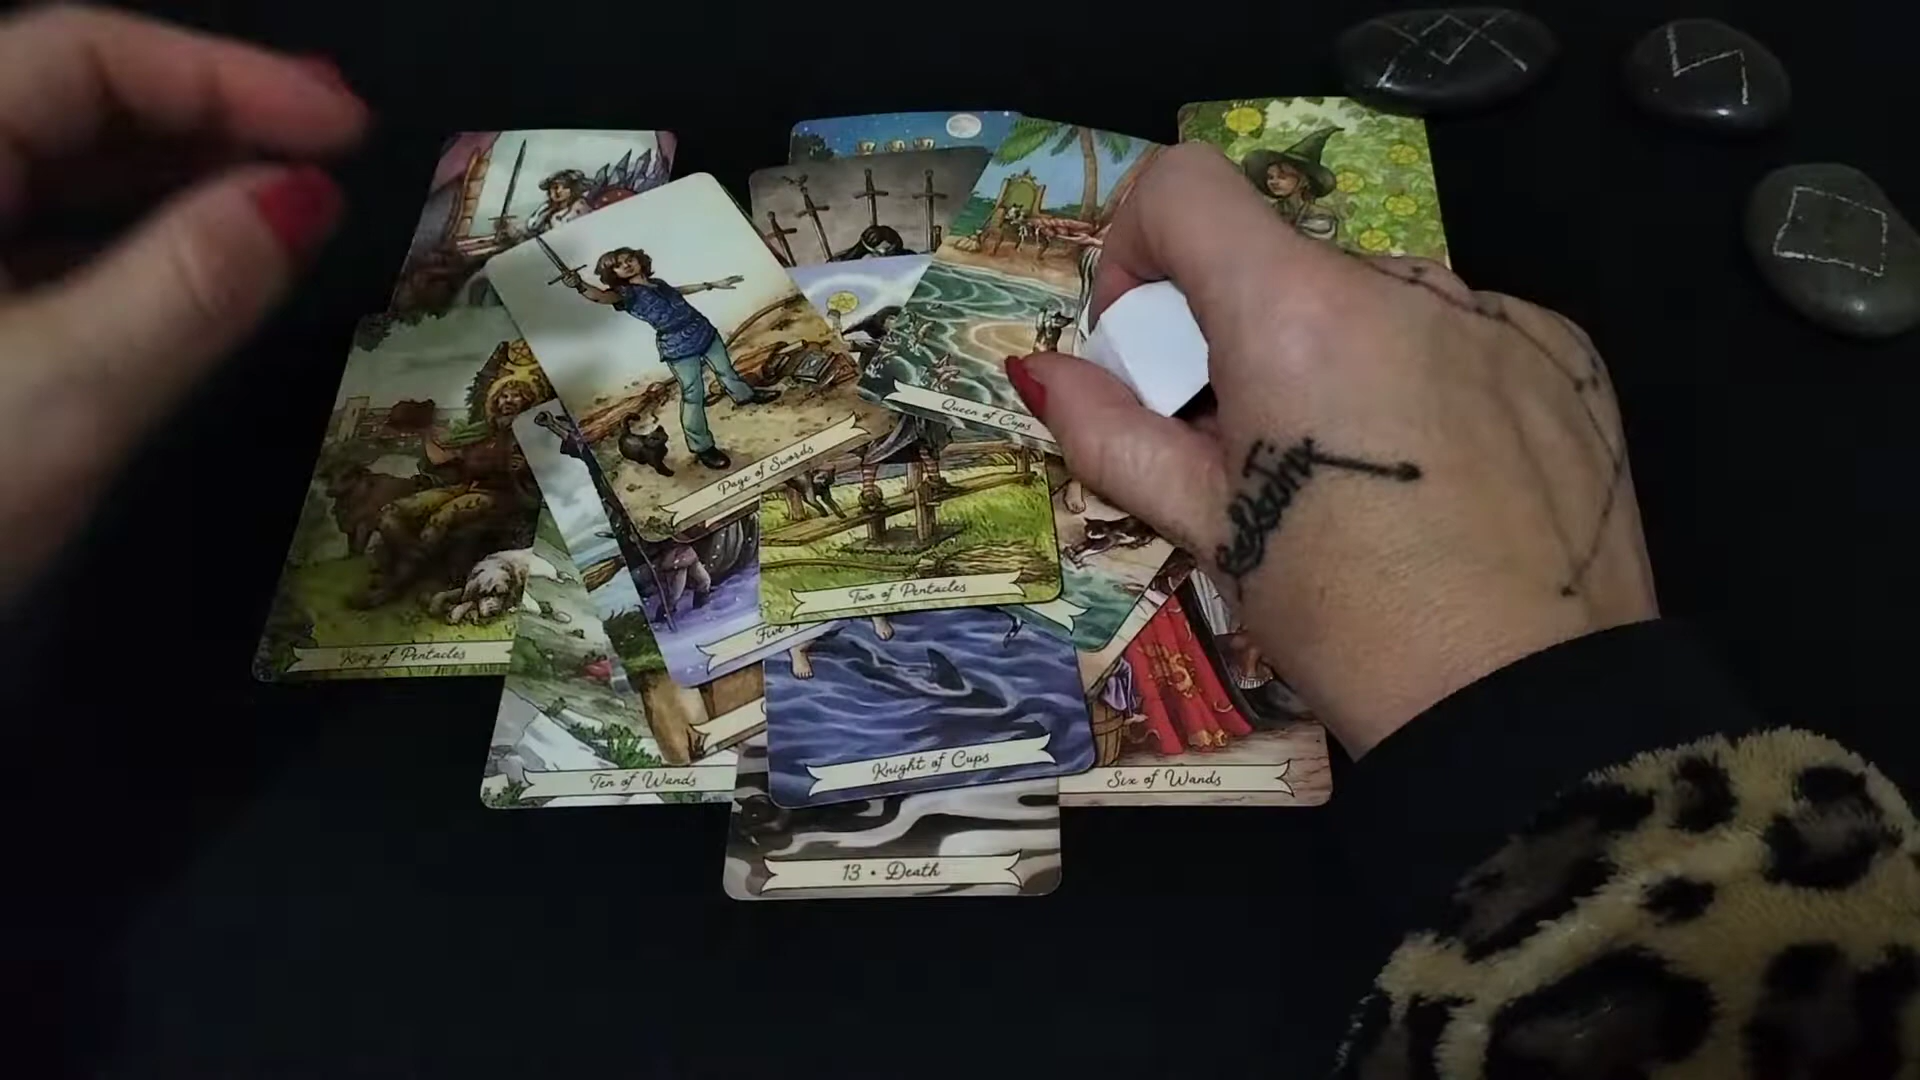 Page of Swords
Queen of Cups
Two of Pentacles
Five
King of Pentacles
Knight of Cups
Ten of Wands
Six of Wands
13 • Death